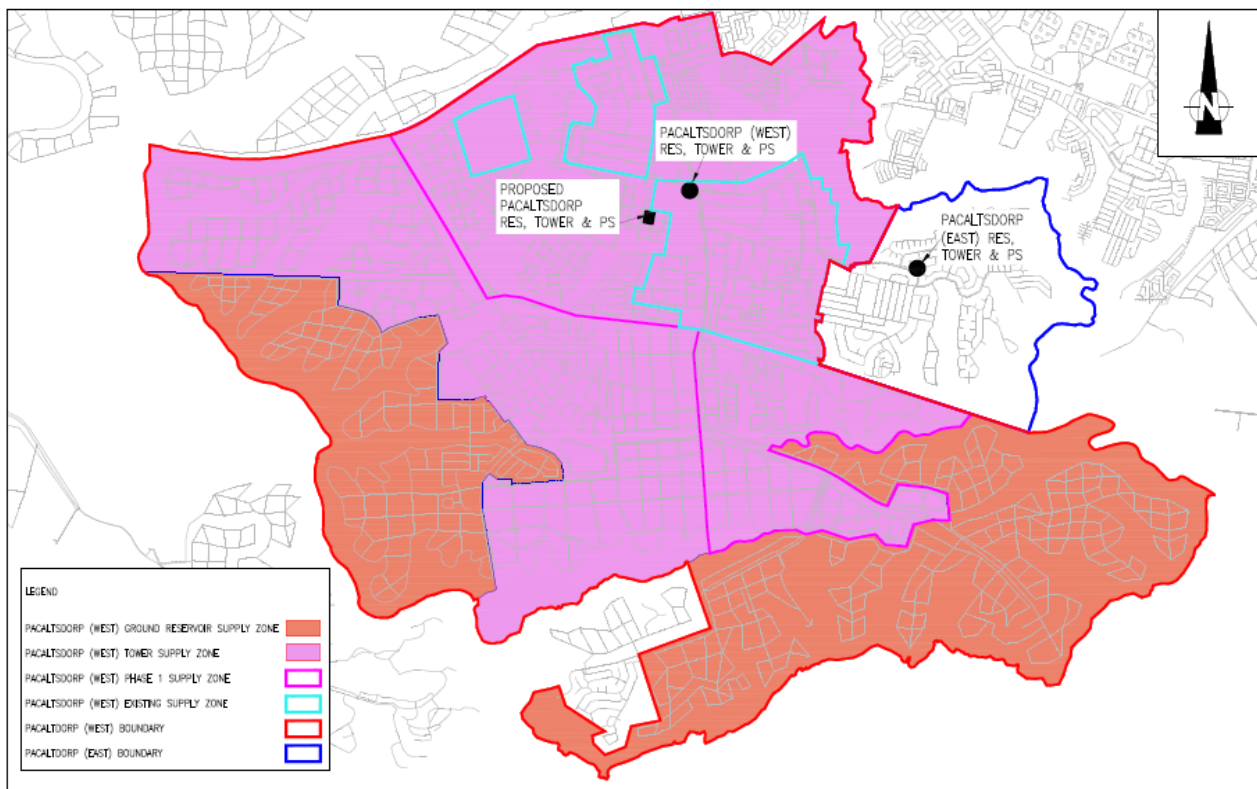 N
PACALTSDORP (WEST)
RES, TOWER & PS
PROPOSED
PACALTSDORP
RES, TOWER & PS
PACALTSDORP
(EAST) RES,
TOWER & PS
LEGEND
PACALTSDORP (WEST) GROUND RESERVOIR SUPPLY ZONE
PACALTSDORP (WEST) TOWER SUPPLY ZONE
PACALTSDORP (WEST) PHASE 1 SUPPLY ZONE
PACALTSDORP (WEST) EXISTING SUPPLY ZONE
PACALTDORP (WEST) BOUNDARY
PACALTDORP (EAST) BOUNDARY